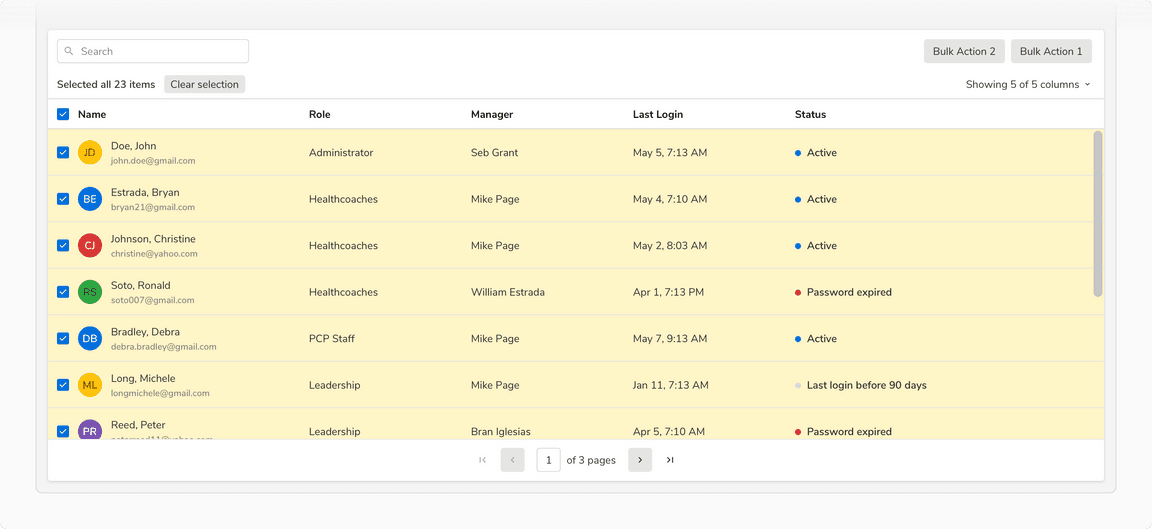 Search
Bulk Action 2 Bulk Action 1
Selected all 23 items Clear selection Showing 5 of 5 columns
Name Role Manager Last Login Status
JD Doe, John Administrator Seb Grant May 5, 7:13 AM Active
john.doe@gmail.com
BE Estrada, Bryan Healthcoaches Mike Page May 4, 7:10 AM Active
bryan21@gmail.com
CJ Johnson, Christine Healthcoaches Mike Page May 2, 8:03 AM Active
christine@yahoo.com
RS Soto, Ronald Healthcoaches William Estrada Apr 1, 7:13 PM Password expired
soto007@gmail.com
DB Bradley, Debra PCP Staff Mike Page May 7, 9:13 AM Active
debra.bradley@gmail.com
ML Long, Michele Leadership Mike Page Jan 11, 7:13 AM Last login before 90 days
longmichele@gmail.com
PR Reed, Peter Leadership Bran Iglesias Apr 5, 7:10 AM Password expired
1 of 3 pages